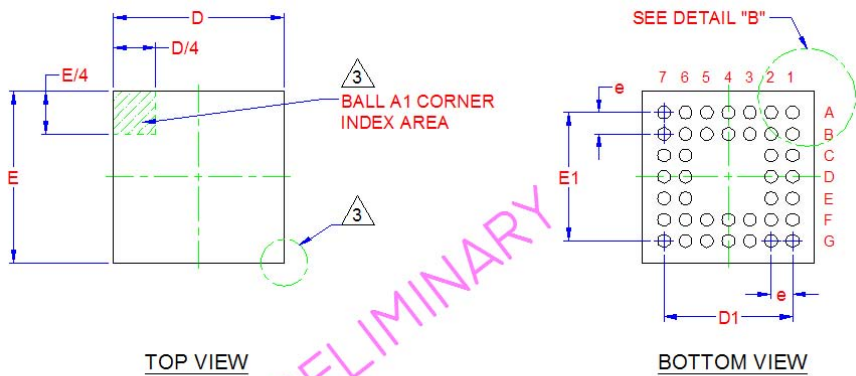 D
D/4
E/4
E
3
BALL A1 CORNER
INDEX AREA
3
TOP VIEW
ELIMINARY
SEE DETAIL "B"
7 6 5 4 3 2 1
e
E1
A
B
C
D
E
F
G
e
D1
BOTTOM VIEW